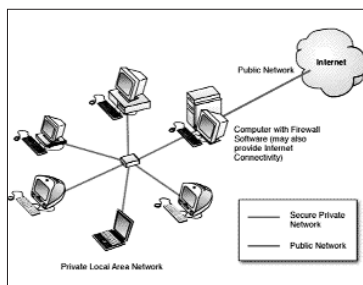 Internet
Public Network
Computer with Firewall
Software (may also
provide Internet
Connectivity)
Secure Private
Network
Public Network
Private Local Area Network